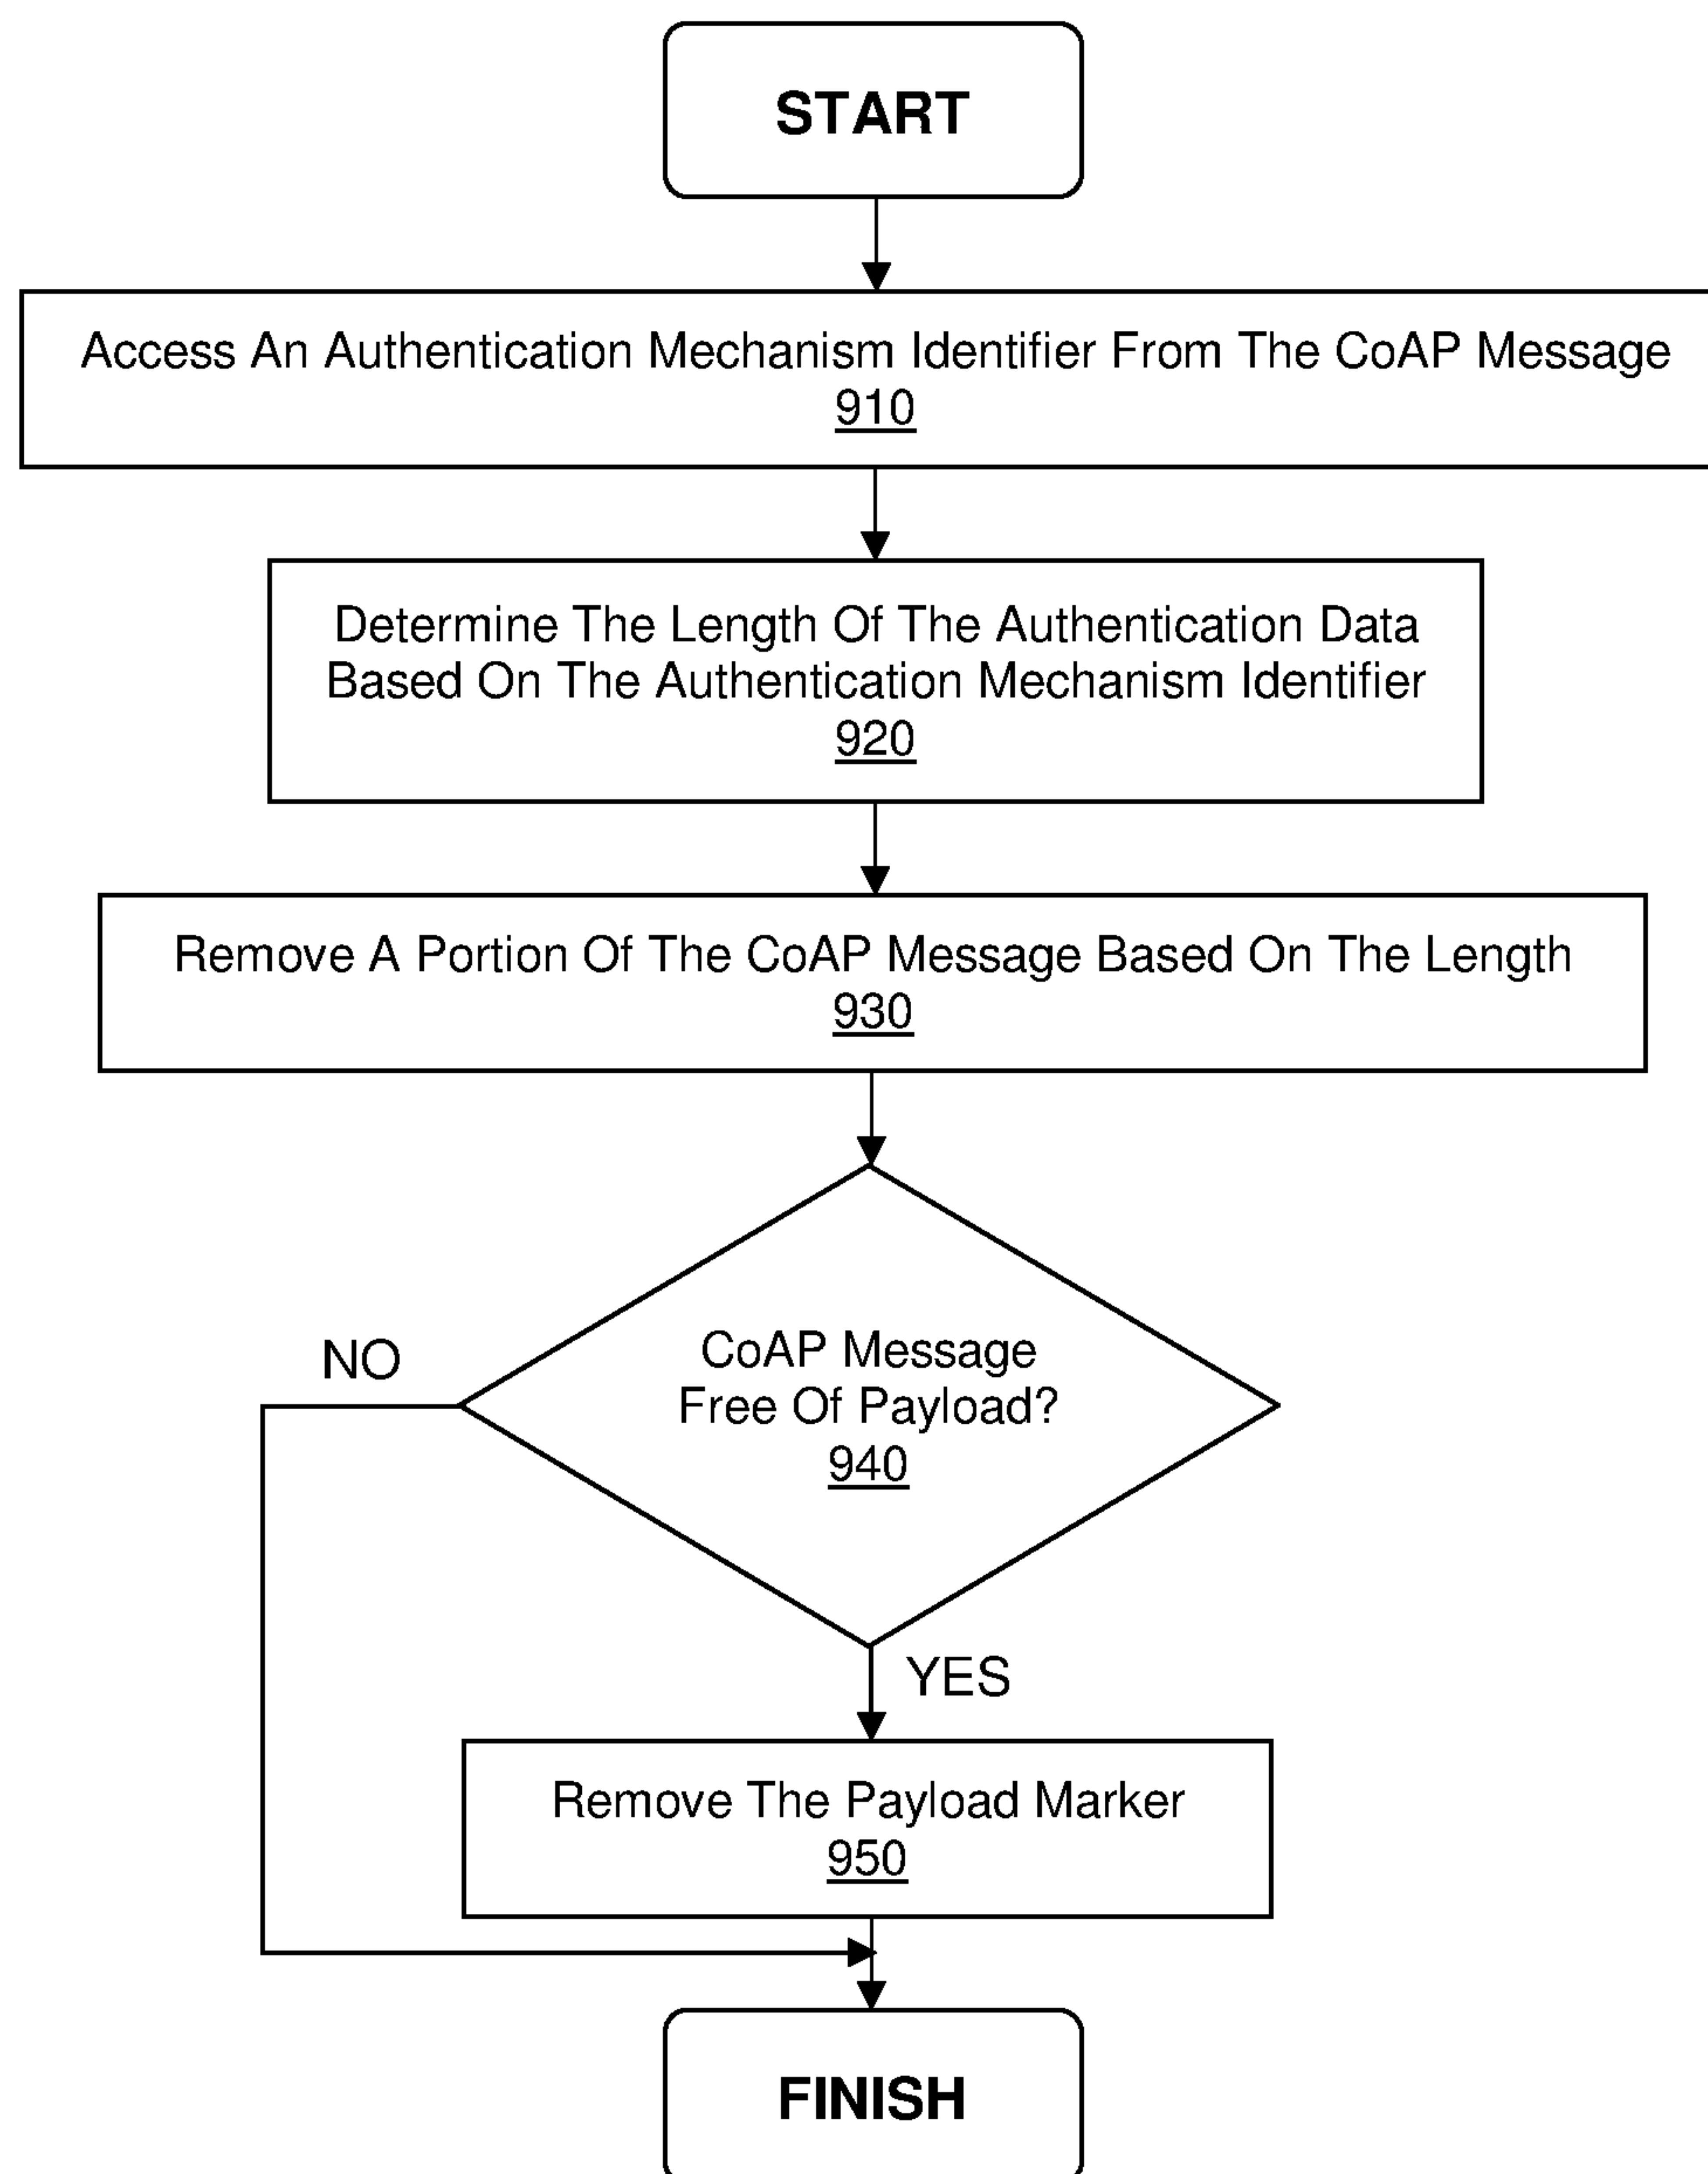 START
Access An Authentication Mechanism Identifier From The CoAP Message
910
Determine The Length Of The Authentication Data
Based On The Authentication Mechanism Identifier
920
Remove A Portion Of The CoAP Message Based On The Length
930
CoAP Message
Free Of Payload?
940
NO
YES
Remove The Payload Marker
950
FINISH